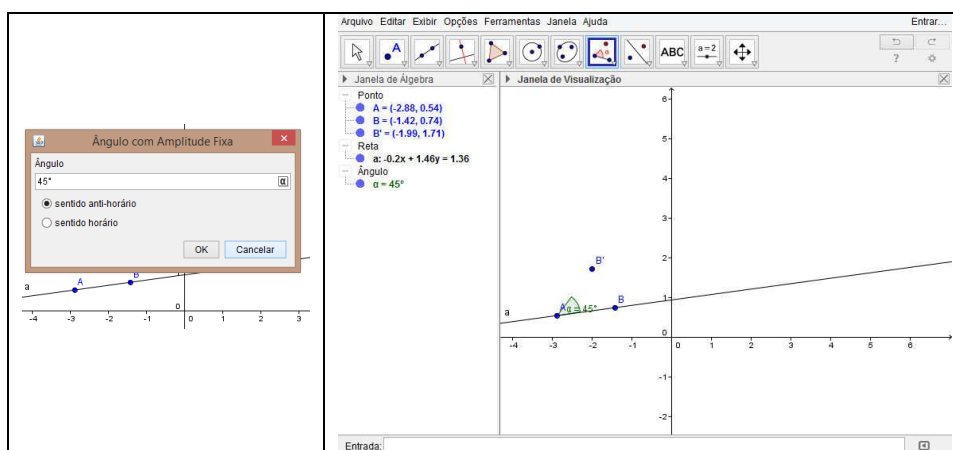 Ângulo com Amplitude Fixa
Ângulo
45°
α
sentido anti-horário
sentido horário
OK Cancelar
a A B
0
-4 -3 -2 -1 0 1 2 3
Arquivo Editar Exibir Opções Ferramentas Janela Ajuda Entrar...
A α ABC a=2 ?
Janela de Álgebra
Ponto
A = (-2.88, 0.54)
B = (-1.42, 0.74)
B' = (-1.99, 1.71)
Reta
a: -0.2x + 1.46y = 1.36
Ângulo
α = 45°
Janela de Visualização
6
5
4
3
2
1
0
-1
-2
B'
a A α = 45° B
-4 -3 -2 -1 0 1 2 3 4 5 6
Entrada: